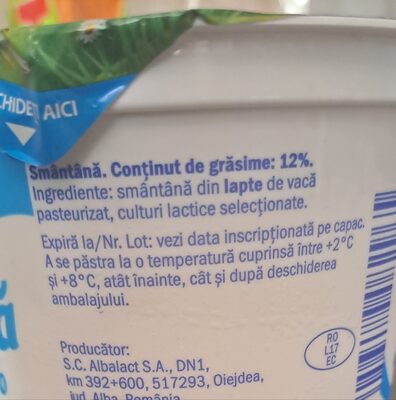 CHIDEȚI AICI
Smântână. Conținut de grăsime: 12%.
Ingrediente: smântână din lapte de vacă
pasteurizat, culturi lactice selecționate.
Expiră la/Nr. Lot: vezi data inscripționată pe capac.
A se păstra la o temperatură cuprinsă între +2°C
și +8°C, atât înainte, cât și după deschiderea
ambalajului.
Producător:
S.C. Albalact S.A., DN1,
km 392+600, 517293, Oiejdea,
jud. Alba, România
RO
L17
EC